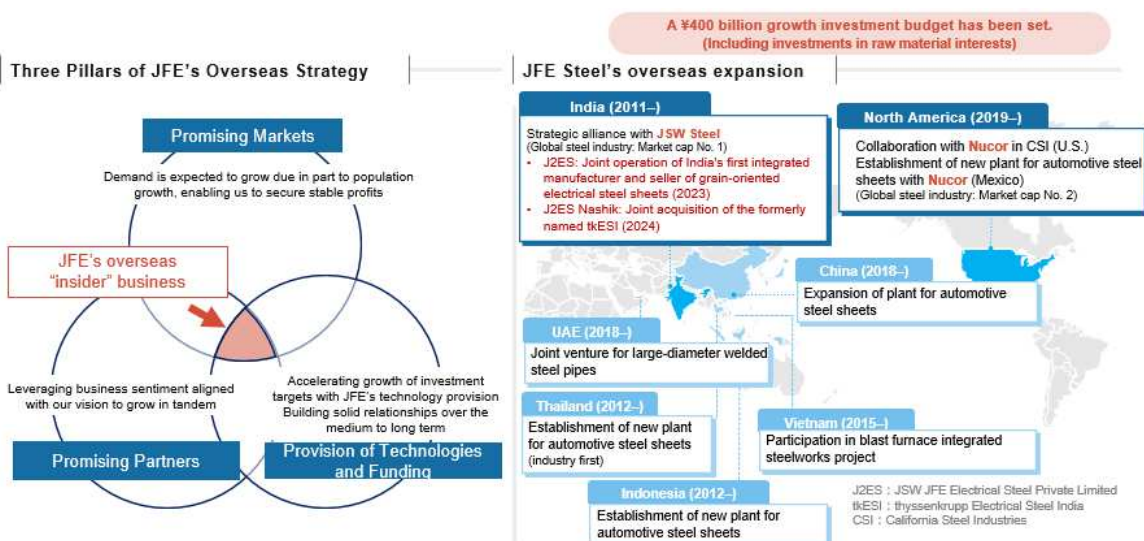 A ¥400 billion growth investment budget has been set.
(Including investments in raw material interests)
Three Pillars of JFE's Overseas Strategy
Promising Markets
Demand is expected to grow due in part to population
growth, enabling us to secure stable profits
JFE's overseas
"insider" business
Leveraging business sentiment aligned
with our vision to grow in tandem
Promising Partners
Accelerating growth of investment
targets with JFE's technology provision
Building solid relationships over the
medium to long term
Provision of Technologies
and Funding
JFE Steel's overseas expansion
India (2011–)
Strategic alliance with JSW Steel
(Global steel industry: Market cap No. 1)
• J2ES: Joint operation of India's first integrated
manufacturer and seller of grain-oriented
electrical steel sheets (2023)
• J2ES Nashik: Joint acquisition of the formerly
named tkESI (2024)
North America (2019–)
Collaboration with Nucor in CSI (U.S.)
Establishment of new plant for automotive steel
sheets with Nucor (Mexico)
(Global steel industry: Market cap No. 2)
China (2018–)
Expansion of plant for automotive
steel sheets
UAE (2018–)
Joint venture for large-diameter welded
steel pipes
Thailand (2012–)
Establishment of new plant
for automotive steel sheets
(industry first)
Vietnam (2015–)
Participation in blast furnace integrated
steelworks project
Indonesia (2012–)
Establishment of new plant for
automotive steel sheets
J2ES : JSW JFE Electrical Steel Private Limited
tkESI : thyssenkrupp Electrical Steel India
CSI : California Steel Industries